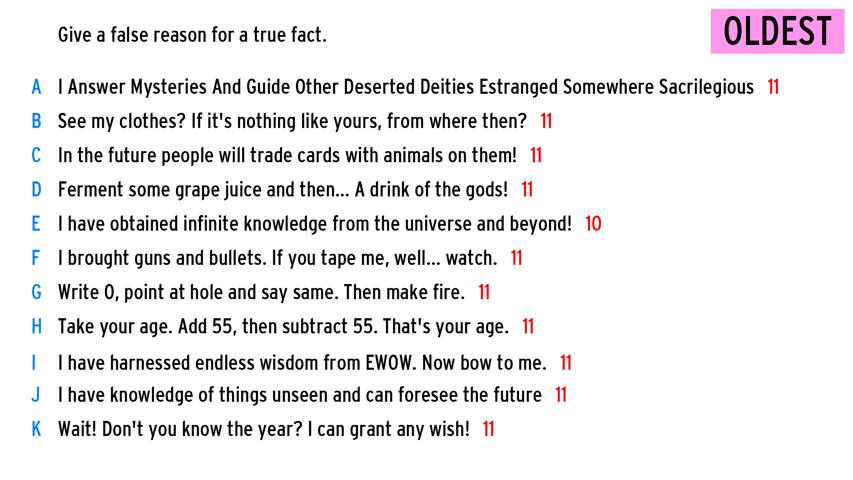 Give a false reason for a true fact.
OLDEST
A I Answer Mysteries And Guide Other Deserted Deities Estranged Somewhere Sacrilegious 11
B See my clothes? If it's nothing like yours, from where then? 11
C In the future people will trade cards with animals on them! 11
D Ferment some grape juice and then... A drink of the gods! 11
E I have obtained infinite knowledge from the universe and beyond! 10
F I brought guns and bullets. If you tape me, well... watch. 11
G Write O, point at hole and say same. Then make fire. 11
H Take your age. Add 55, then subtract 55. That's your age. 11
I I have harnessed endless wisdom from EWOW. Now bow to me. 11
J I have knowledge of things unseen and can foresee the future 11
K Wait! Don't you know the year? I can grant any wish! 11